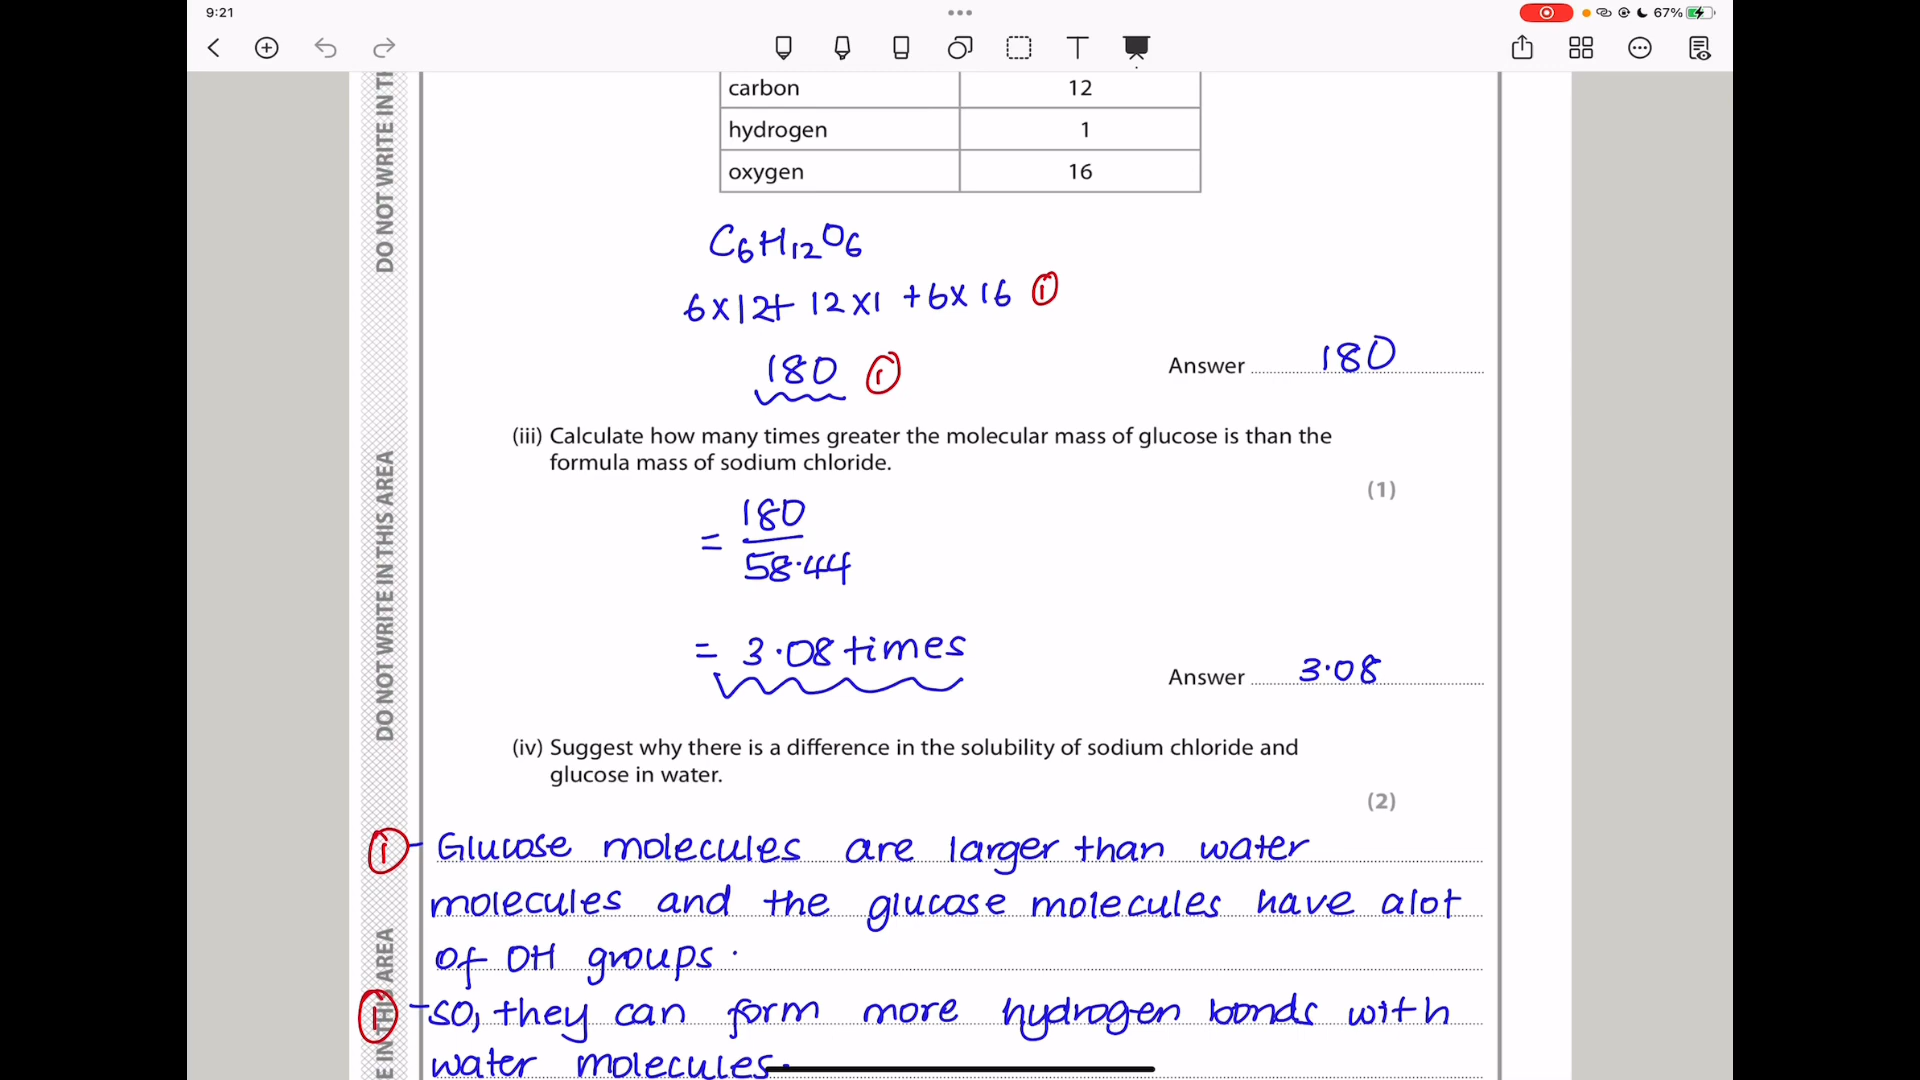 9:21
67%
DO NOT WRITE IN TH
carbon 12
hydrogen 1
oxygen 16
C6H12O6
6x12+ 12x1 +6x16 1
180 1
Answer 180
(iii) Calculate how many times greater the molecular mass of glucose is than the
formula mass of sodium chloride.
(1)
DO NOT WRITE IN THIS AREA
= 180
58.44
= 3.08 times
Answer 3.08
(iv) Suggest why there is a difference in the solubility of sodium chloride and
glucose in water.
(2)
1 - Glucose molecules are larger than water
molecules and the glucose molecules have alot
of OH groups.
1 - so, they can form more hydrogen bonds with
water molecules.
E IN THIS AREA